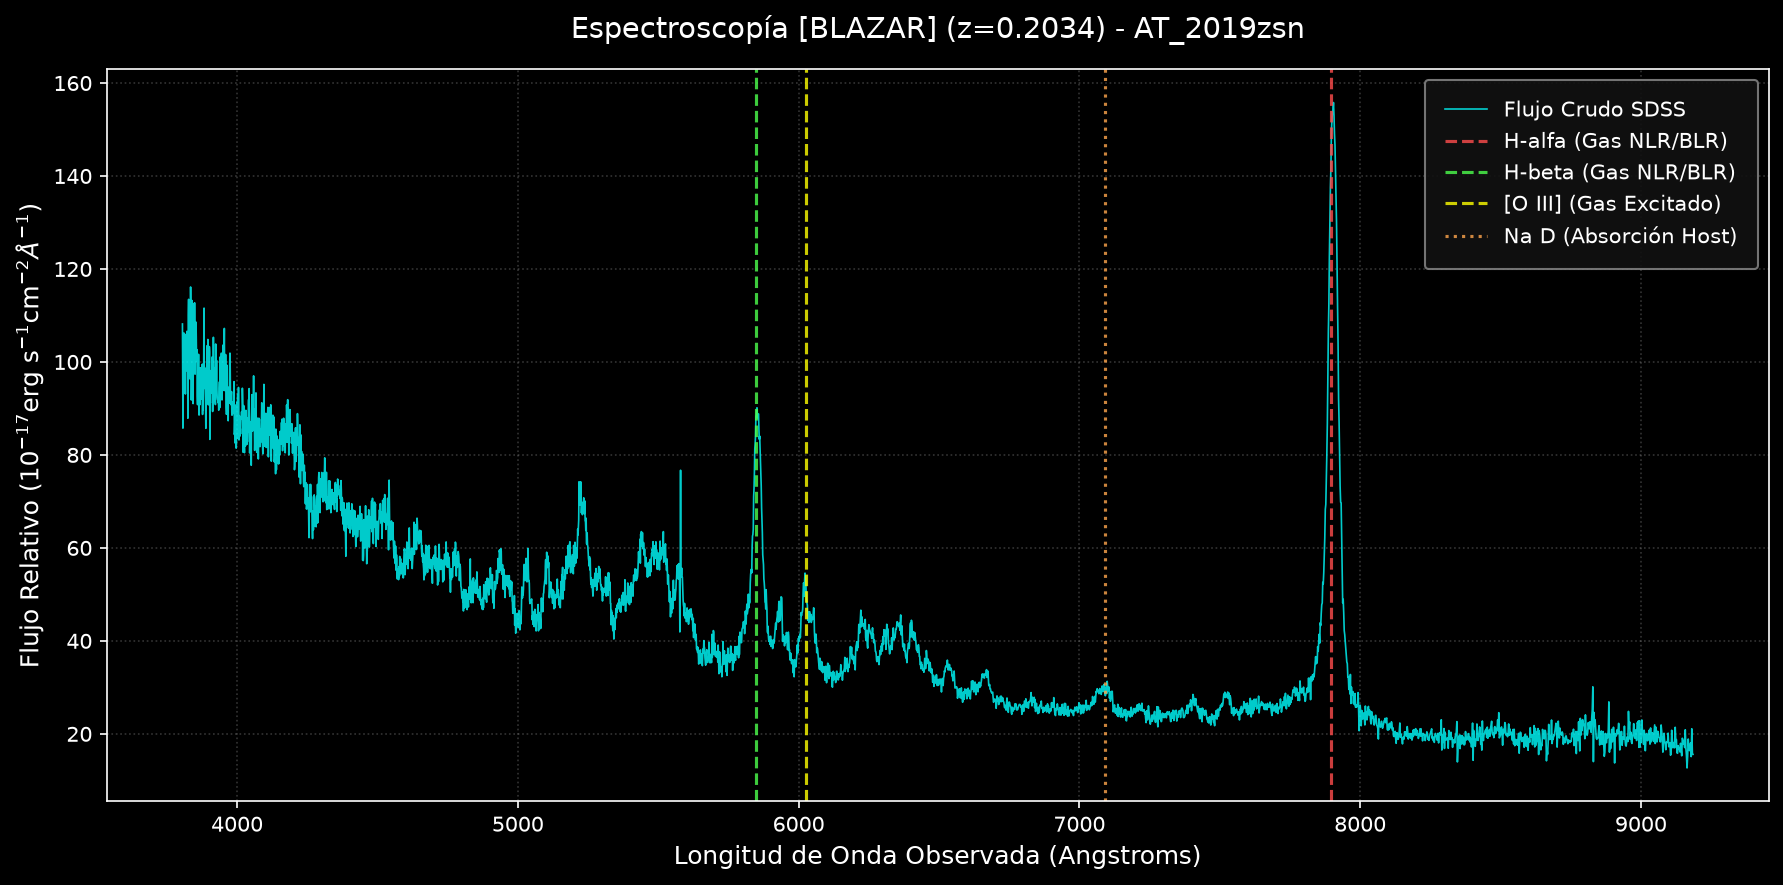 Espectroscopía [BLAZAR] (z=0.2034) - AT_2019zsn
Flujo Relativo (10⁻¹⁷erg s⁻¹cm⁻²Å⁻¹)
160
140
120
100
80
60
40
20
Flujo Crudo SDSS
H-alfa (Gas NLR/BLR)
H-beta (Gas NLR/BLR)
[O III] (Gas Excitado)
Na D (Absorción Host)
4000 5000 6000 7000 8000 9000
Longitud de Onda Observada (Angstroms)